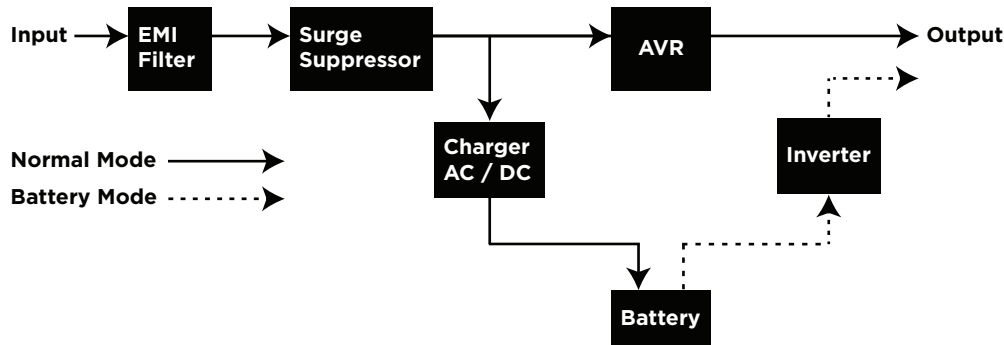 Input
EMI
Filter
Surge
Suppressor
AVR
Output
Charger
AC / DC
Inverter
Normal Mode
Battery Mode
Battery